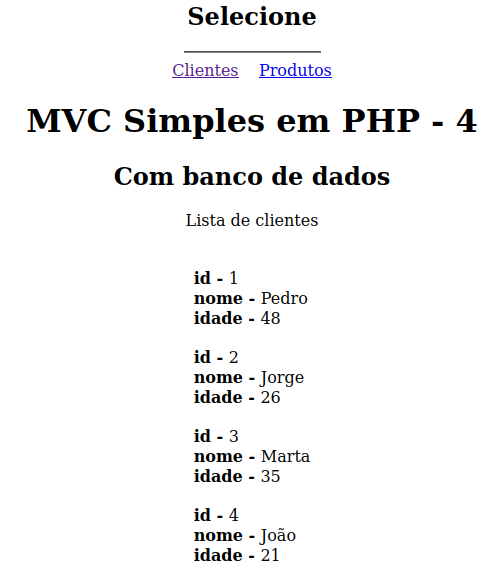 Selecione
Clientes Produtos
MVC Simples em PHP - 4
Com banco de dados
Lista de clientes
id - 1
nome - Pedro
idade - 48
id - 2
nome - Jorge
idade - 26
id - 3
nome - Marta
idade - 35
id - 4
nome - João
idade - 21